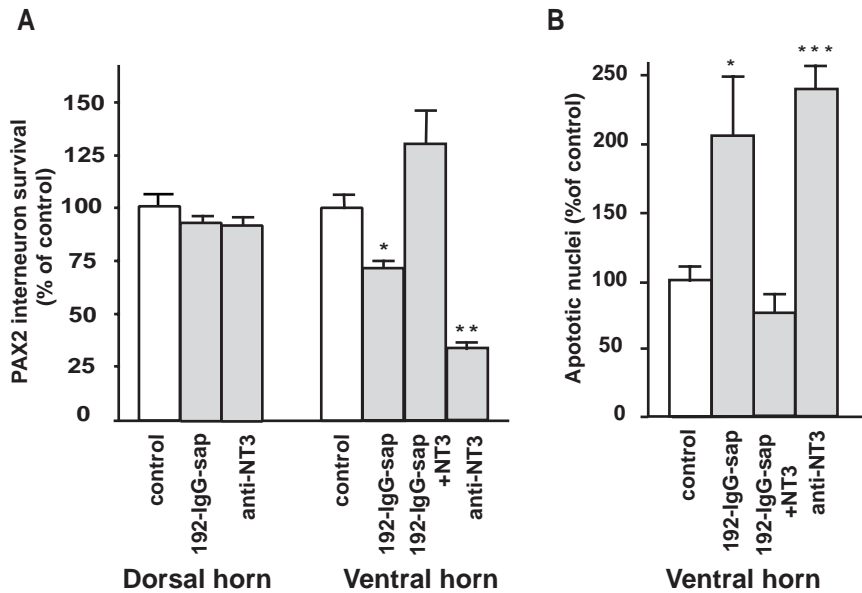 A
PAX2 interneuron survival
(% of control)
150
125
100
75
50
25
0
*
**
control
192-IgG-sap
anti-NT3
control
192-IgG-sap
192-IgG-sap
+NT3
anti-NT3
Dorsal horn
Ventral horn
B
Apototic nuclei (%of control)
250
200
150
100
50
0
*
***
control
192-IgG-sap
192-IgG-sap
+NT3
anti-NT3
Ventral horn